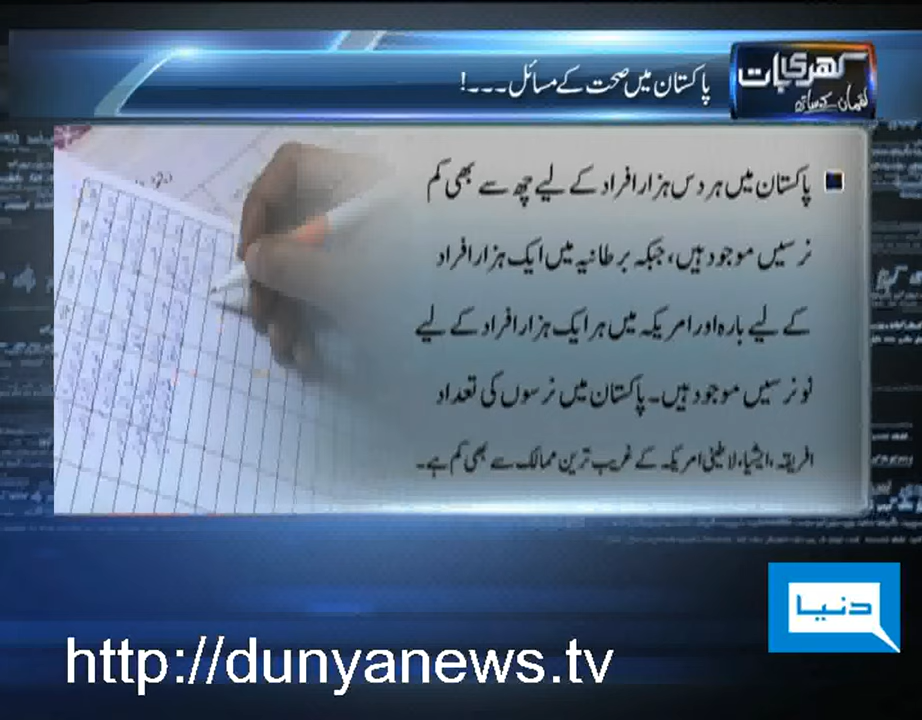 پاکستان میں صحت کے مسائل ۔۔۔!
کھری بات
لقمان کے ساتھ
پاکستان میں ہر دس ہزار افراد کے لیے چھ سے بھی کم
نرسیں موجود ہیں، جبکہ برطانیہ میں ایک ہزار افراد
کے لیے بارہ اور امریکہ میں ہر ایک ہزار افراد کے لیے
نو نرسیں موجود ہیں۔ پاکستان میں نرسوں کی تعداد
افریقہ، ایشیا، لاطینی امریکہ کے غریب ترین ممالک سے بھی کم ہے۔
دنیا
http://dunyanews.tv